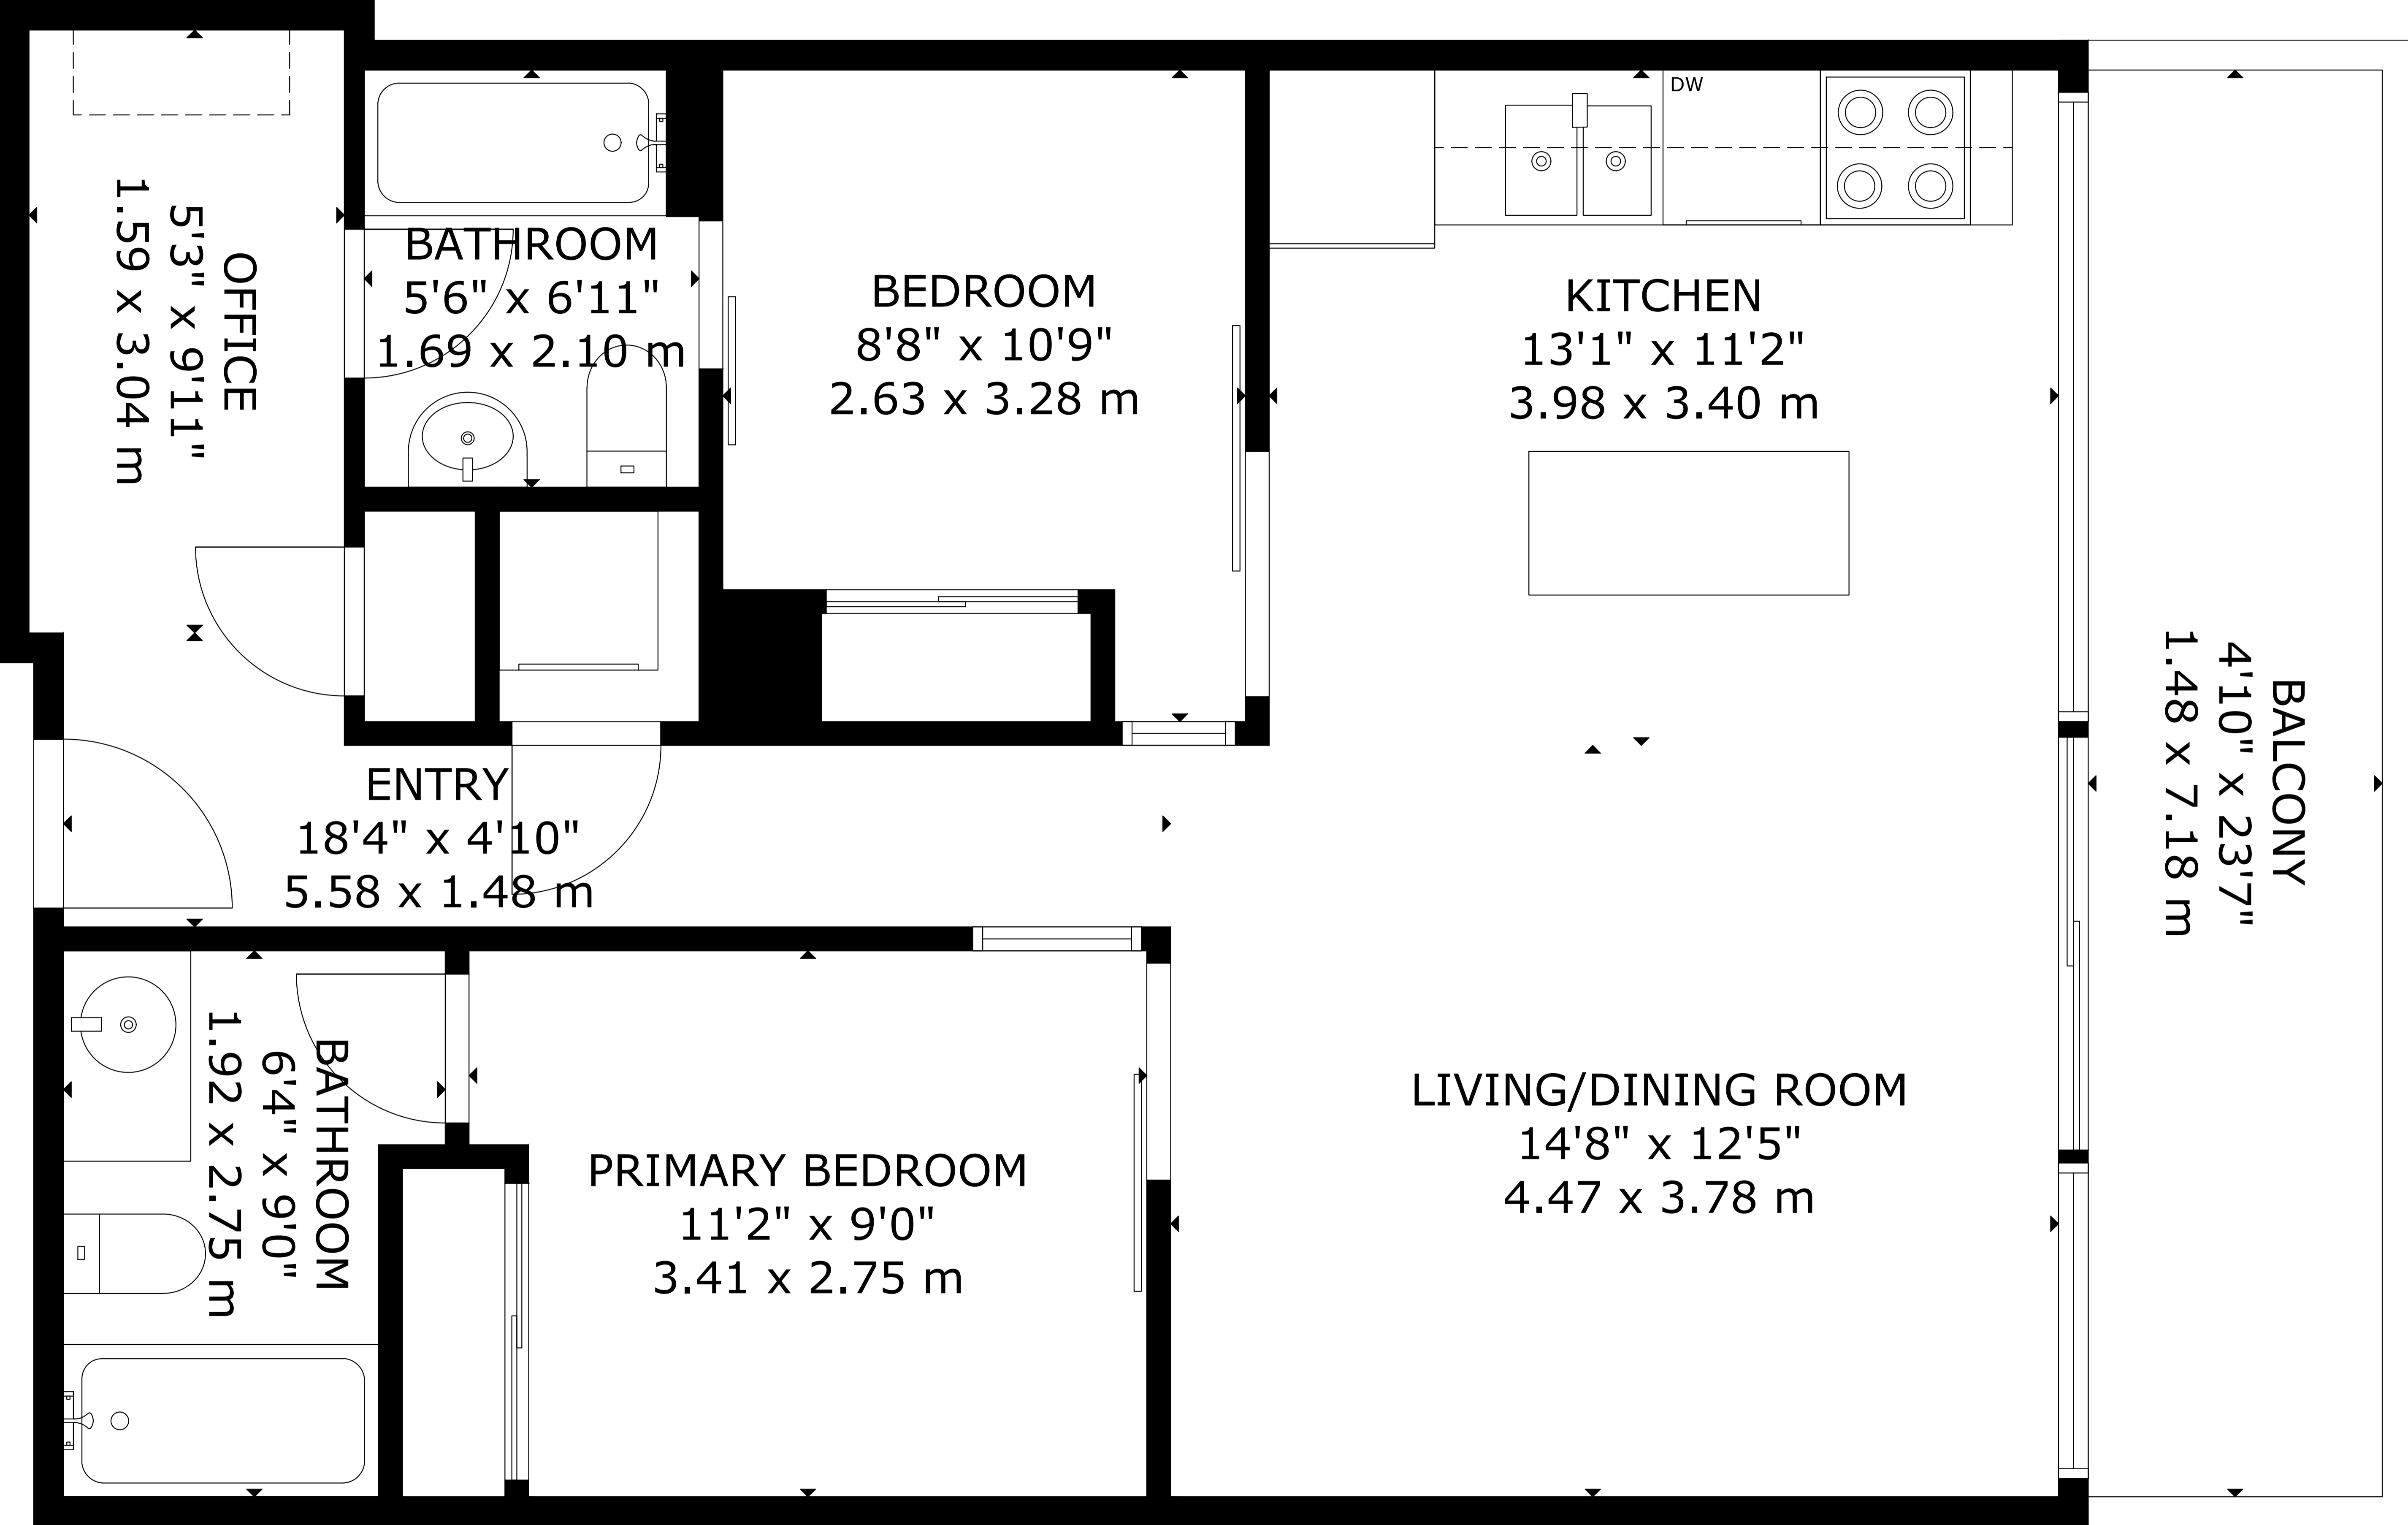 OFFICE
5'3" x 9'11"
1.59 x 3.04 m
BATHROOM
5'6" x 6'11"
1.69 x 2.10 m
BEDROOM
8'8" x 10'9"
2.63 x 3.28 m
DW
KITCHEN
13'1" x 11'2"
3.98 x 3.40 m
BALCONY
4'10" x 23'7"
1.48 x 7.18 m
ENTRY
18'4" x 4'10"
5.58 x 1.48 m
BATHROOM
6'4" x 9'0"
1.92 x 2.75 m
PRIMARY BEDROOM
11'2" x 9'0"
3.41 x 2.75 m
LIVING/DINING ROOM
14'8" x 12'5"
4.47 x 3.78 m